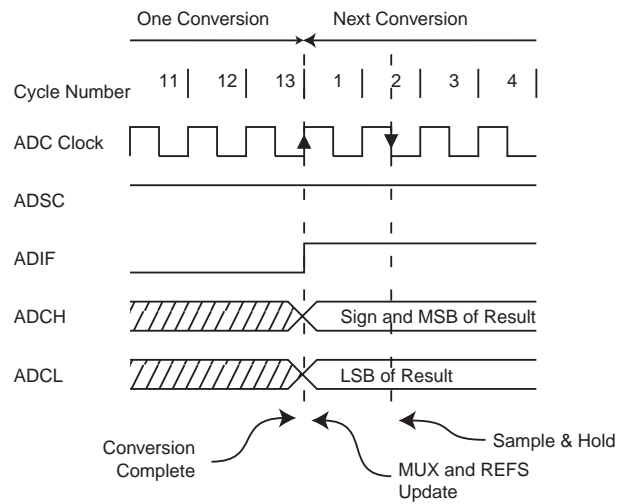 One Conversion Next Conversion
Cycle Number 11 12 13 1 2 3 4
ADC Clock
ADSC
ADIF
ADCH Sign and MSB of Result
ADCL LSB of Result
Conversion
Complete
MUX and REFS
Update
Sample & Hold